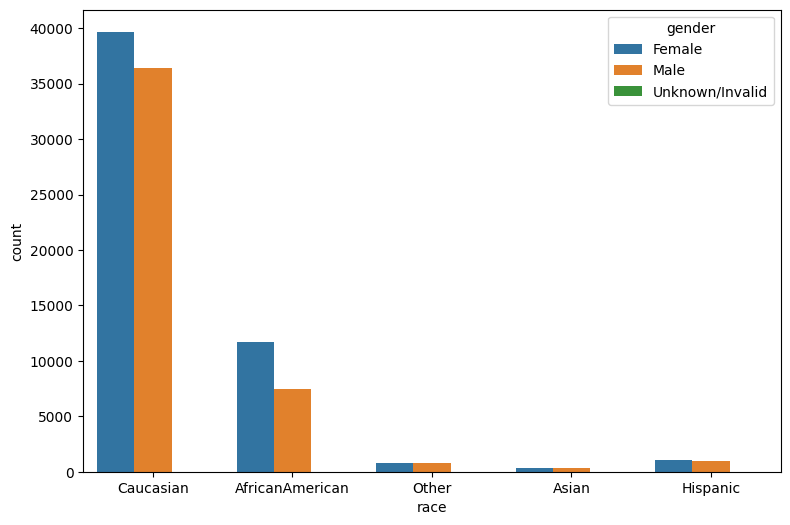 gender
Female
Male
Unknown/Invalid
count
40000
35000
30000
25000
20000
15000
10000
5000
0
Caucasian AfricanAmerican Other Asian Hispanic
race